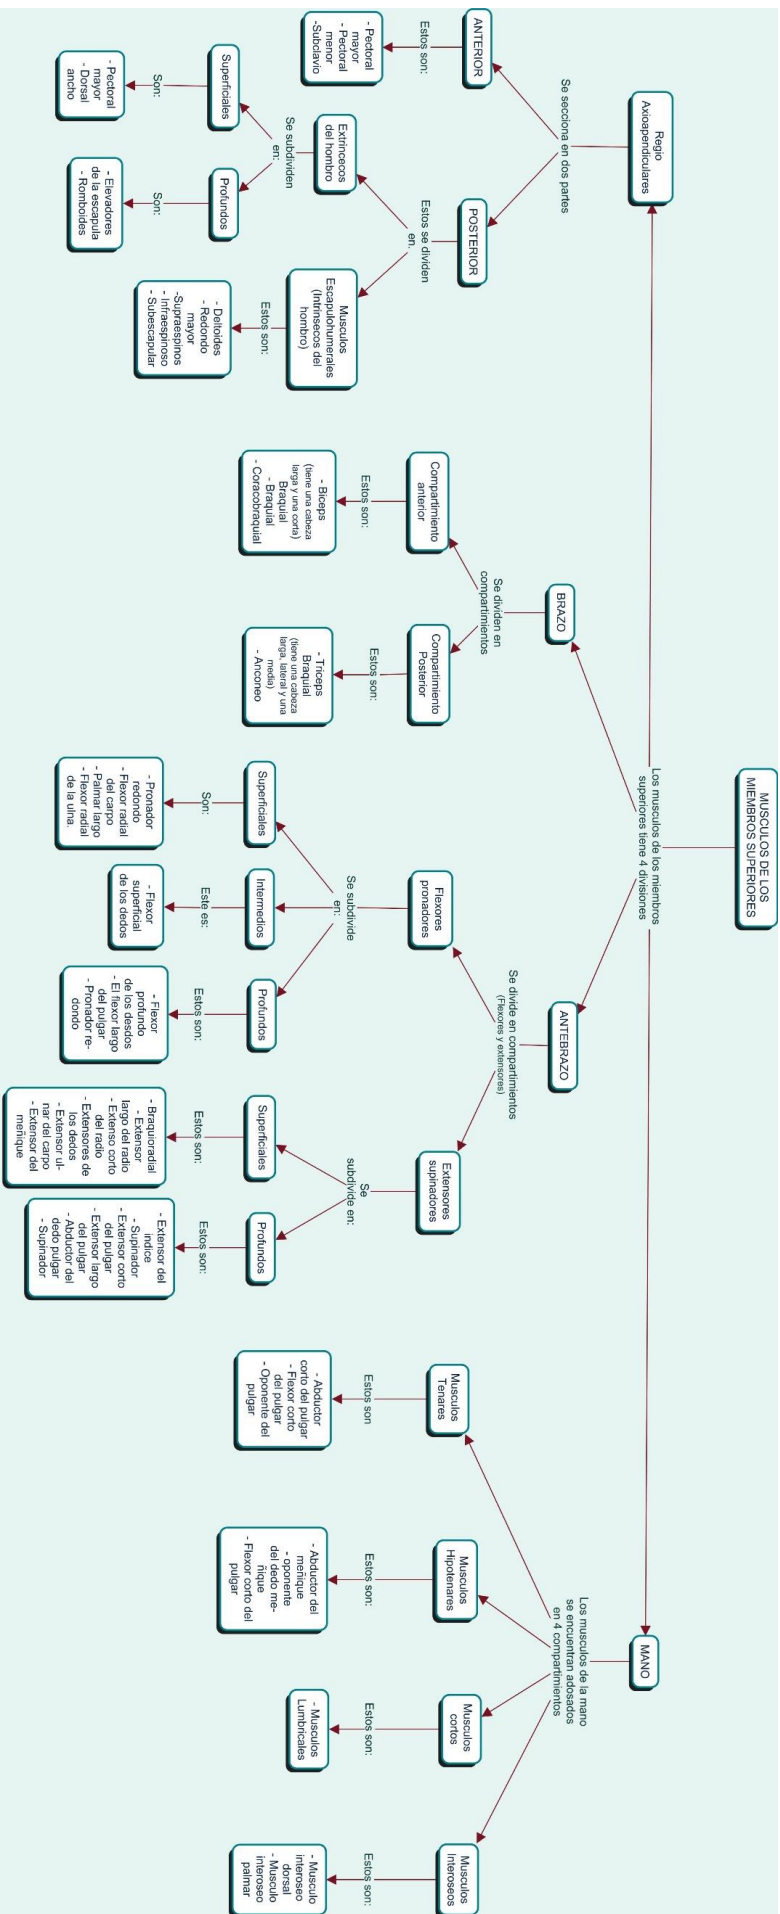 MUSCULOS DE LOS
MIEMBROS SUPERIORES
Los musculos de los miembros
superiores tiene 4 divisiones
Regio
Axioapendiculares
Se secciona en dos partes
ANTERIOR
Estos son:
- Pectoral
mayor
- Pectoral
menor
-Subclavio
POSTERIOR
Estos se dividen
en.
Extrincecos
del hombro
Se subdividen
en:
Superficiales
Son:
- Pectoral
mayor
- Dorsal
ancho
Profundos
Son:
- Elevadores
de la escapula
- Romboides
Musculos
Escapulohumerales
(Intrinsecos del
hombro)
Estos son:
- Deltoides
- Redondo
mayor
-Supraespinos
- Infraespinoso
- Subescapular
BRAZO
Se dividen en
compartimientos
Compartimiento
anterior
Estos son:
- Biceps
(tiene una cabeza
larga y una corta)
Braquial
- Braquial
- Coracobraquial
Compartimiento
Posterior
Estos son:
- Triceps
Braquial
(tiene una cabeza
larga, lateral y una
media)
- Anconeo
ANTEBRAZO
Se divide en compartimientos
(Flexores y extensores)
Flexores
pronadores
Se subdivide
en:
Superficiales
Son:
- Pronador
redondo
- Flexor radial
del carpo
- Palmar largo
- Flexor radial
de la ulna.
Intermedios
Este es:
- Flexor
superficial
de los dedos
Profundos
Estos son:
- Flexor
profundo
de los desdos
- El flexor largo
del pulgar
- Pronador re-
dondo
Extensores
supinadores
Se
subdivide en:
Superficiales
Estos son:
- Braquioradial
- Extensor
largo del radio
- Extenso corto
del radio
- Extensores de
los dedos
- Extensor ul-
nar del carpo
- Extensor del
meñique
Profundos
Estos son:
- Extensor del
indice
- Supinador
- Extensor corto
del pulgar
- Extensor largo
del pulgar
- Abductor del
dedo pulgar
- Supinador
MANO
Los musculos de la mano
se encuentran adosados
en 4 compartimientos
Musculos
Tenares
Estos son
- Abductor
corto del pulgar
- Flexor corto
del pulgar
- Oponente del
pulgar
Musculos
Hipotenares
Estos son:
- Abductor del
meñique
- oponente
del dedo me-
ñique
- Flexor corto del
pulgar
Musculos
cortos
Estos son:
- Musculos
Lumbricales
Musculos
Interoseos
Estos son:
- Musculo
interoseo
dorsal
- Musculo
interoseo
palmar